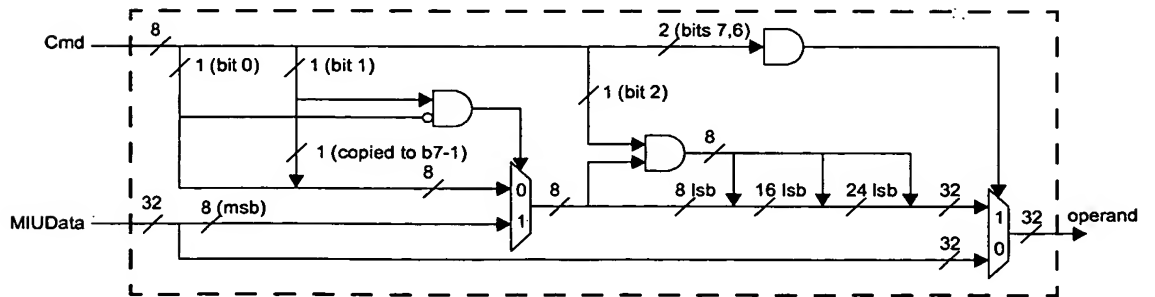 Cmd
8
2 (bits 7,6)
1 (bit 0)
1 (bit 1)
1 (bit 2)
1 (copied to b7-1)
8
8
0
1
8
8 lsb
16 lsb
24 lsb
32
MIUData
32
8 (msb)
1
0
32
operand
32